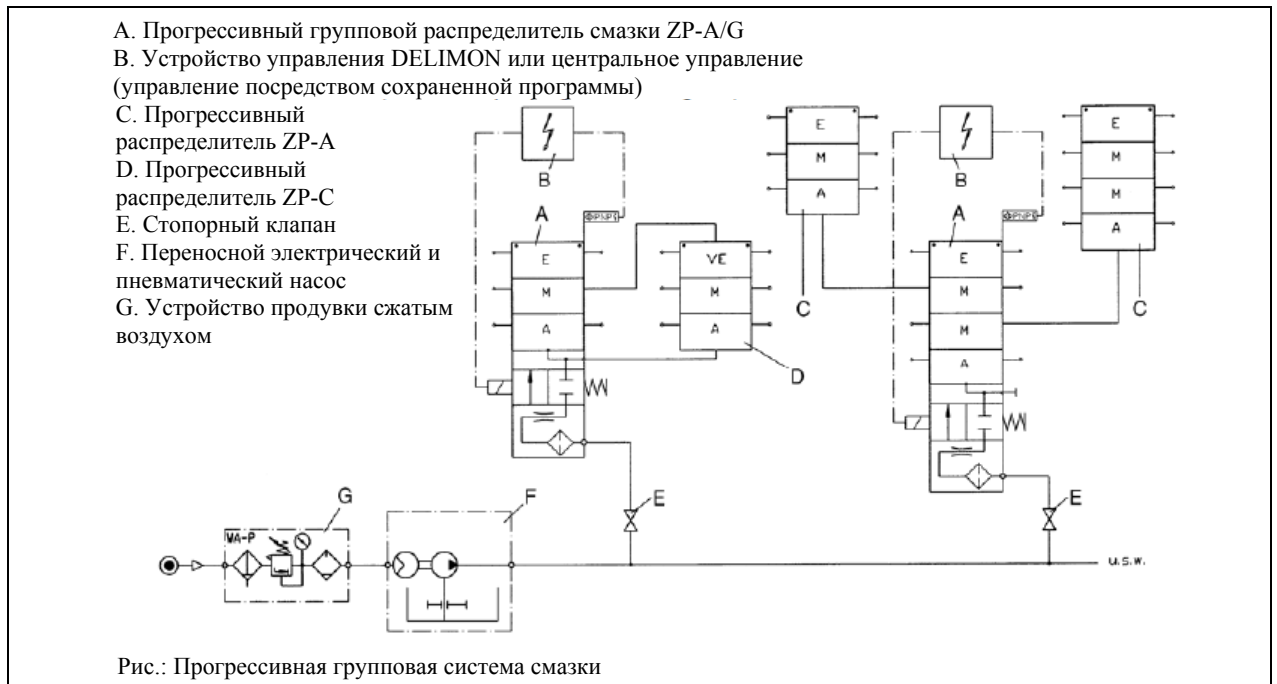 A. Прогрессивный групповой распределитель смазки ZP-A/G
B. Устройство управления DELIMON или центральное управление
(управление посредством сохраненной программы)
C. Прогрессивный
распределитель ZP-A
D. Прогрессивный
распределитель ZP-C
E. Стопорный клапан
F. Переносной электрический и
пневматический насос
G. Устройство продувки сжатым
воздухом
B
A
E
M
A
VE
M
A
D
E
M
A
C
B
A
E
M
M
A
E
M
M
A
C
E
E
F
G
WA-P
u.s.w.
Рис.: Прогрессивная групповая система смазки